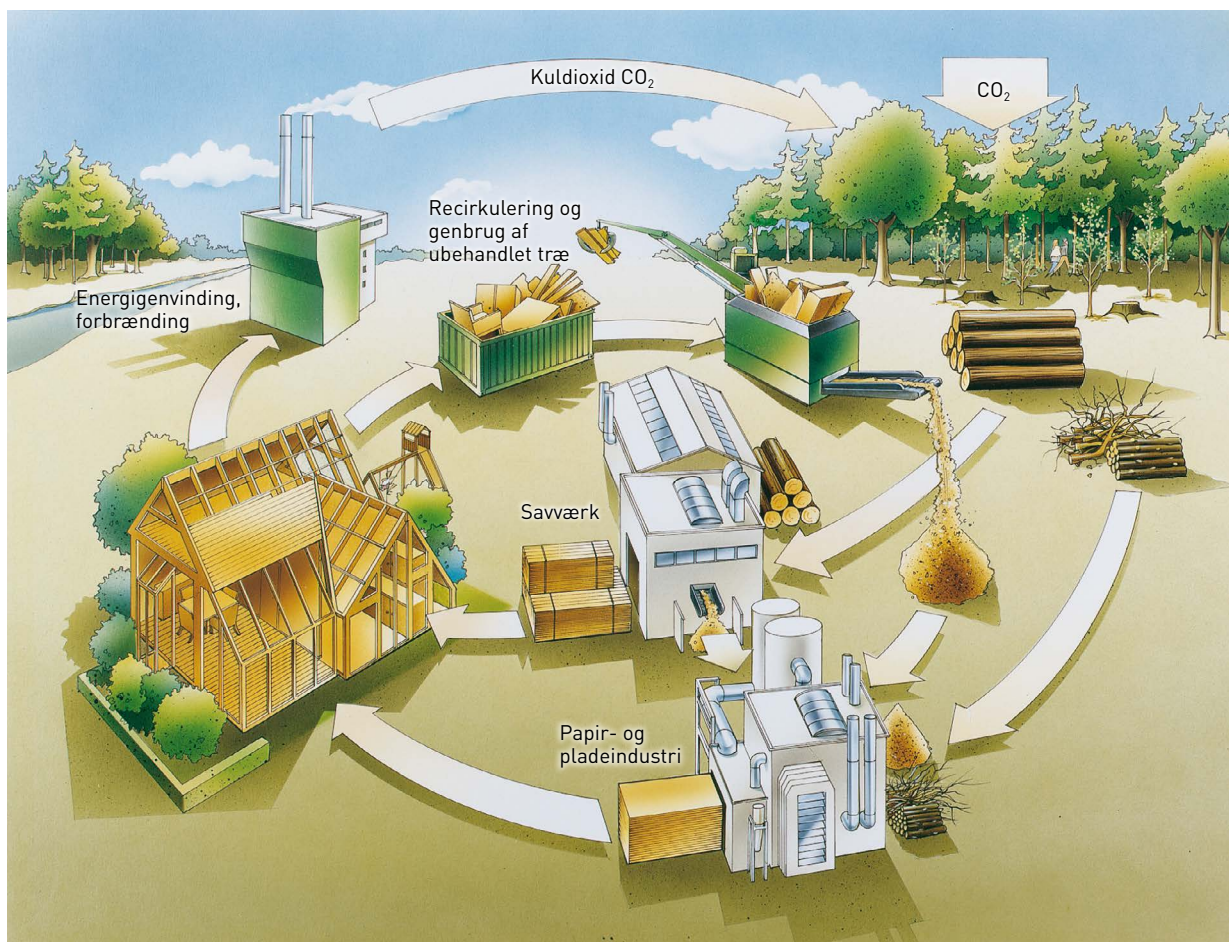 Kuldioxid CO₂
CO₂
Recirkulering og
genbrug af
ubehandlet træ
Energigenvinding,
forbrænding
Savværk
Papir- og
pladeindustri